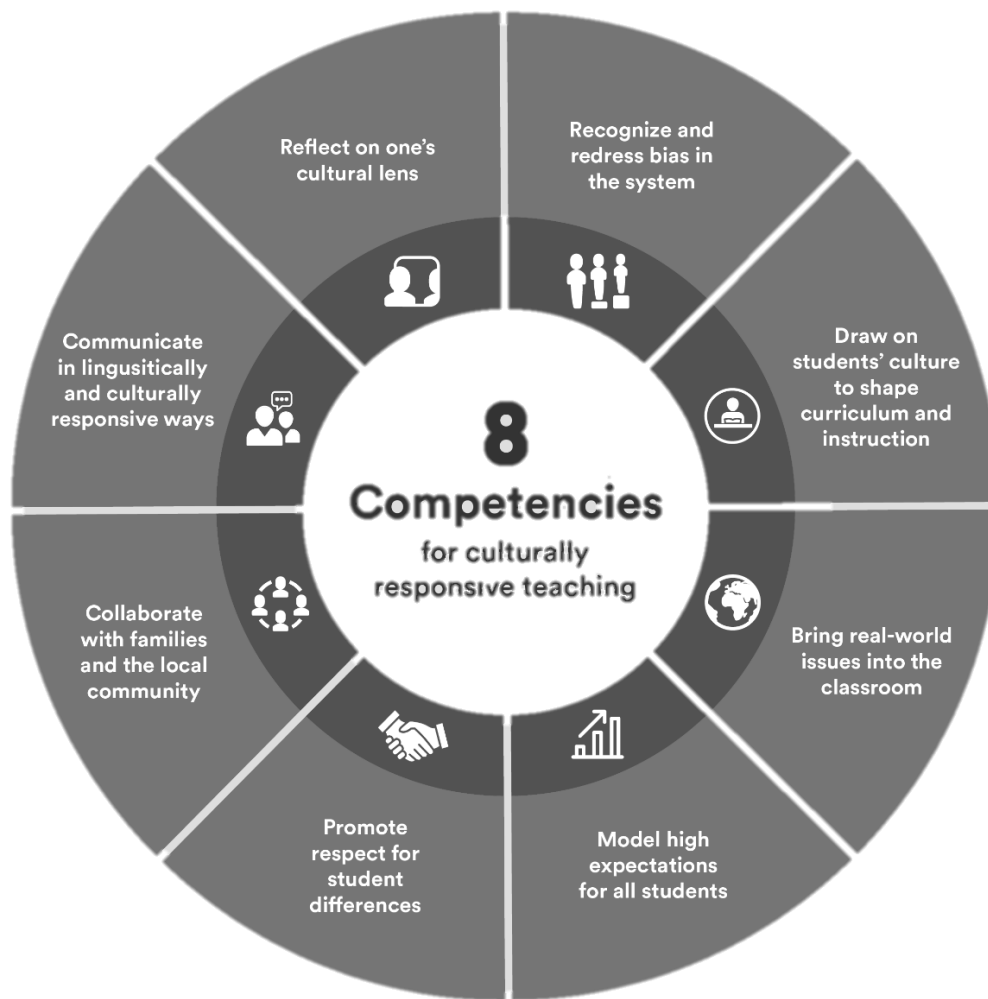 8
Competencies
for culturally
responsive teaching
Reflect on one's
cultural lens
Recognize and
redress bias in
the system
Draw on
students' culture
to shape
curriculum and
instruction
Bring real-world
issues into the
classroom
Model high
expectations
for all students
Promote
respect for
student
differences
Collaborate
with families
and the local
community
Communicate
in lingusitically
and culturally
responsive ways